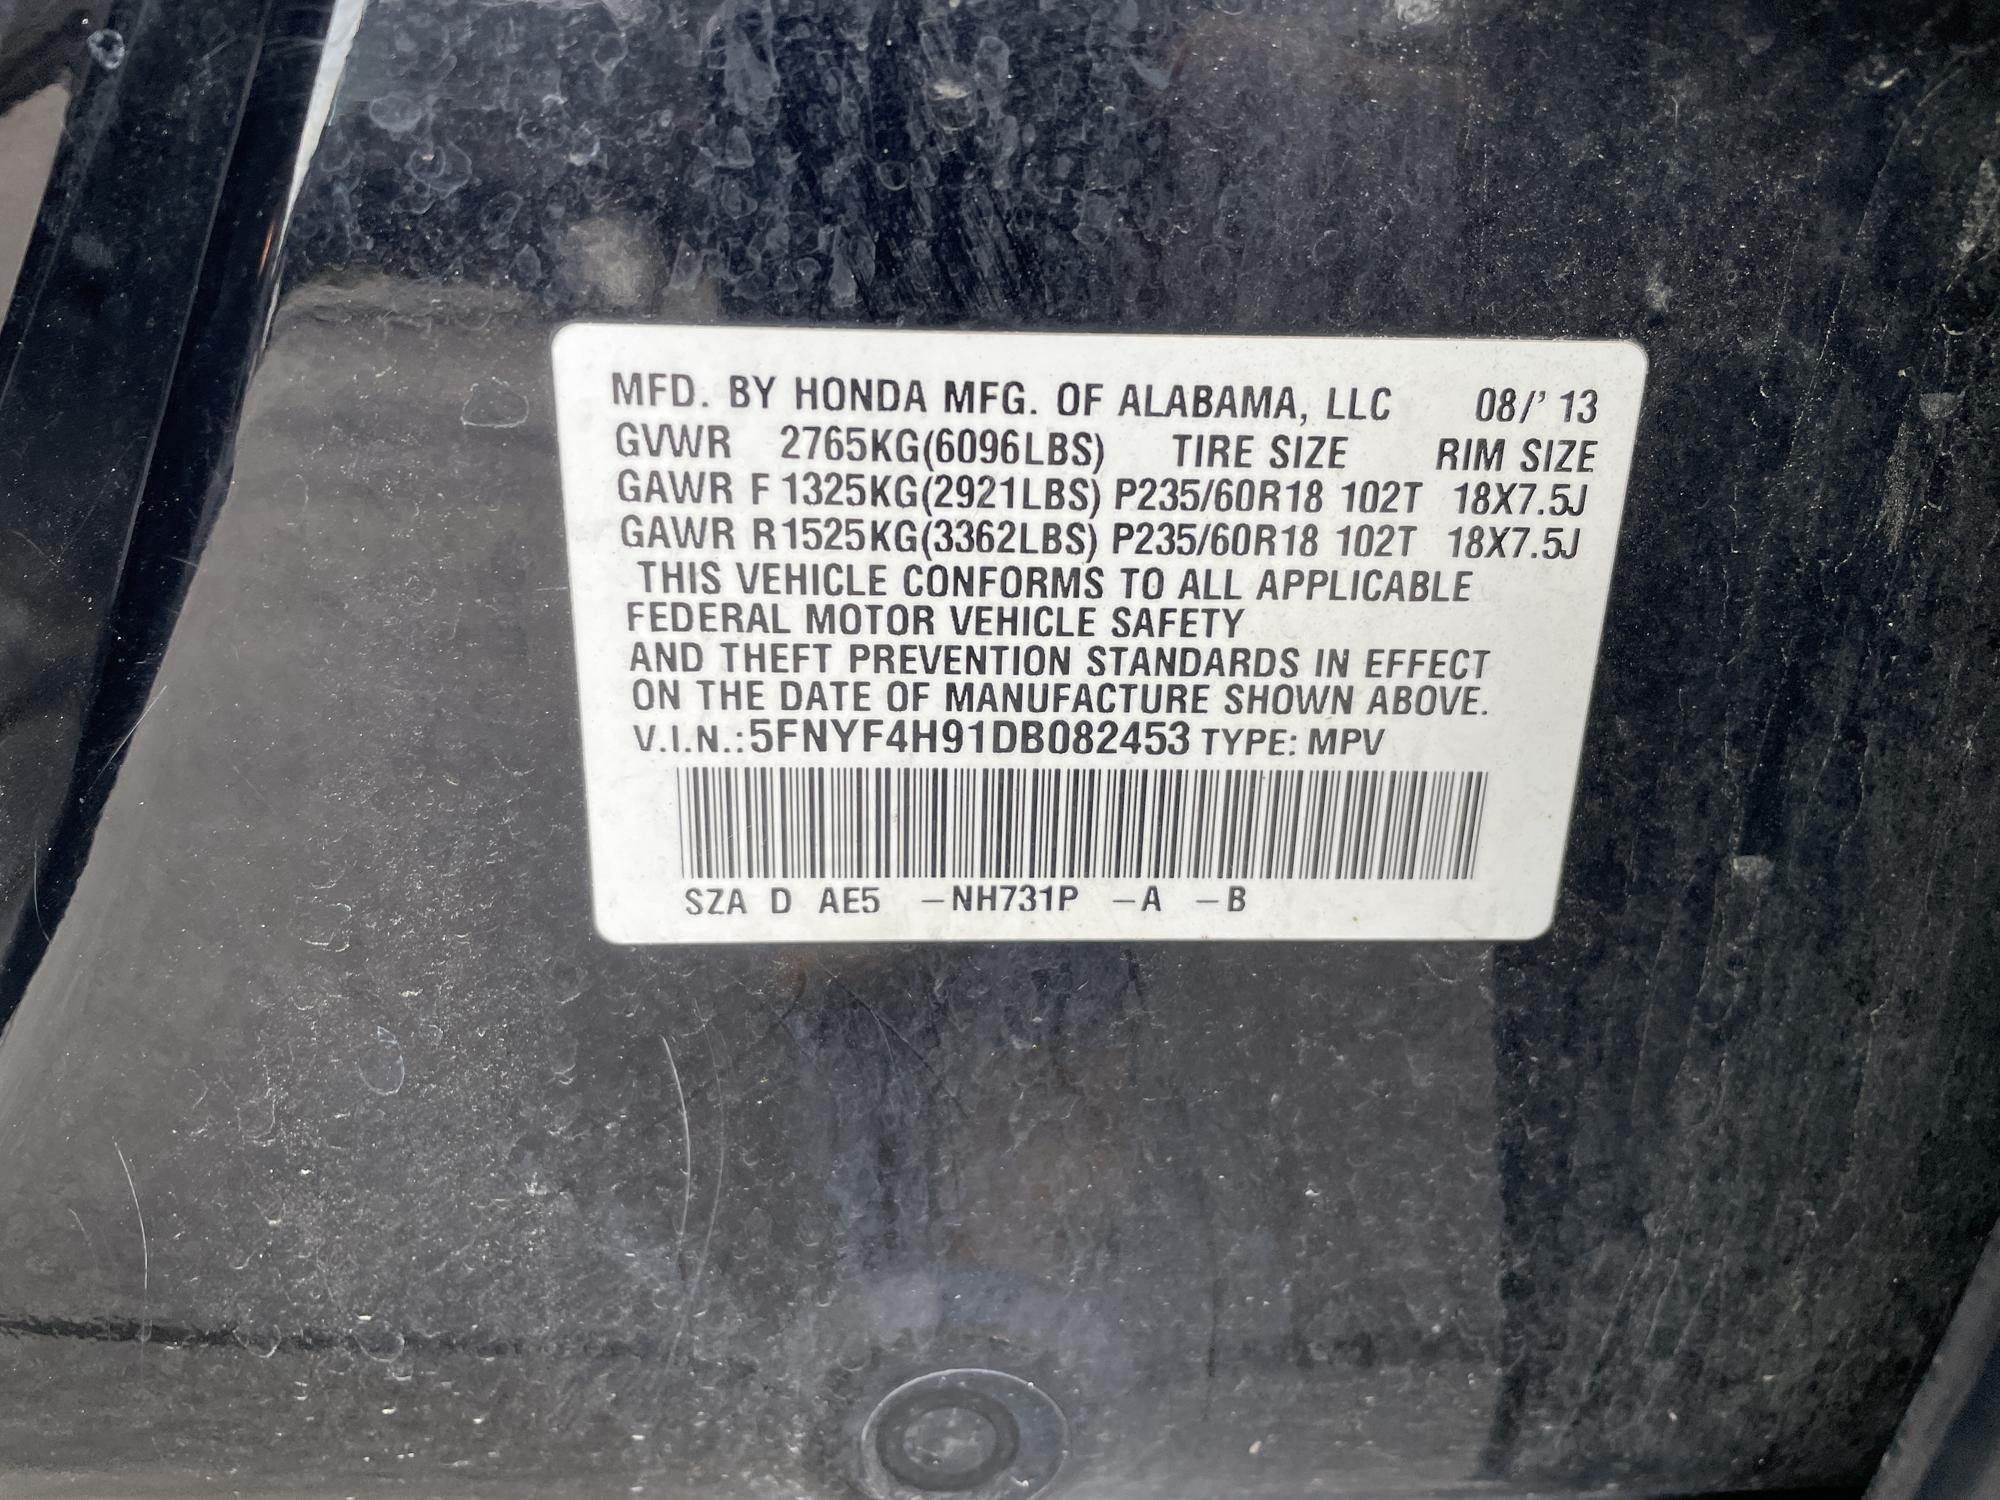 MFD. BY HONDA MFG. OF ALABAMA, LLC 08/' 13
GVWR 2765KG(6096LBS) TIRE SIZE RIM SIZE
GAWR F 1325KG(2921LBS) P235/60R18 102T 18X7.5J
GAWR R 1525KG(3362LBS) P235/60R18 102T 18X7.5J
THIS VEHICLE CONFORMS TO ALL APPLICABLE
FEDERAL MOTOR VEHICLE SAFETY
AND THEFT PREVENTION STANDARDS IN EFFECT
ON THE DATE OF MANUFACTURE SHOWN ABOVE.
V.I.N.: 5FNYF4H91DB082453 TYPE: MPV
SZA D AE5 –NH731P –A –B